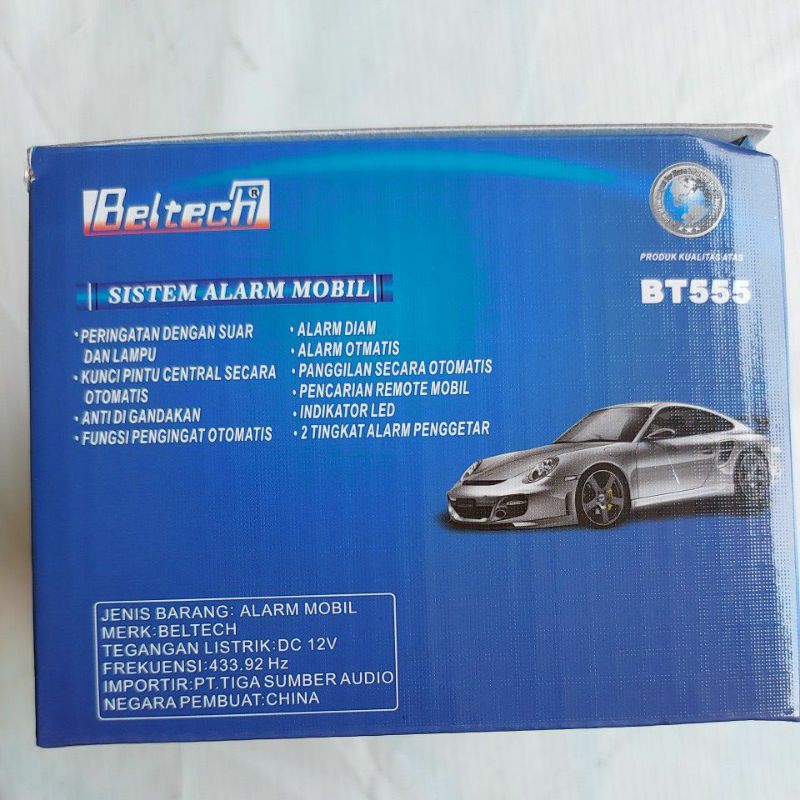 Beltech®
PRODUK KUALITAS ATAS
BT555
SISTEM ALARM MOBIL
• PERINGATAN DENGAN SUAR
DAN LAMPU
• KUNCI PINTU CENTRAL SECARA
OTOMATIS
• ANTI DI GANDAKAN
• FUNGSI PENGINGAT OTOMATIS
• ALARM DIAM
• ALARM OTMATIS
• PANGGILAN SECARA OTOMATIS
• PENCARIAN REMOTE MOBIL
• INDIKATOR LED
• 2 TINGKAT ALARM PENGGETAR
JENIS BARANG: ALARM MOBIL
MERK:BELTECH
TEGANGAN LISTRIK:DC 12V
FREKUENSI:433.92 Hz
IMPORTIR:PT.TIGA SUMBER AUDIO
NEGARA PEMBUAT:CHINA